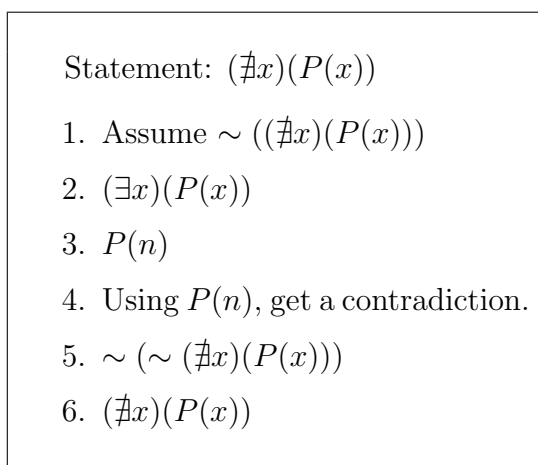 Statement: (∄x)(P(x))
1. Assume ∼ ((∄x)(P(x)))
2. (∃x)(P(x))
3. P(n)
4. Using P(n), get a contradiction.
5. ∼ (∼ (∄x)(P(x)))
6. (∄x)(P(x))